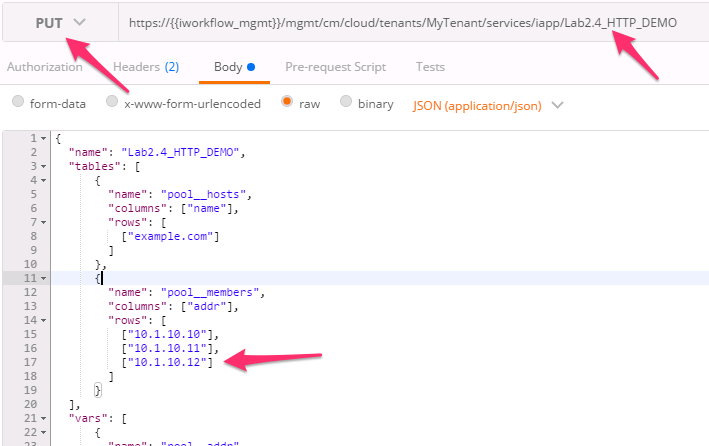 PUT https://{{iworkflow_mgmt}}/mgmt/cm/cloud/tenants/MyTenant/services/iapp/Lab2.4_HTTP_DEMO
Authorization Headers (2) Body Pre-request Script Tests
form-data x-www-form-urlencoded raw binary JSON (application/json)
1 {
2 "name": "Lab2.4_HTTP_DEMO",
3 "tables": [
4 {
5 "name": "pool__hosts",
6 "columns": ["name"],
7 "rows": [
8 ["example.com"]
9 ]
10 },
11 {
12 "name": "pool__members",
13 "columns": ["addr"],
14 "rows": [
15 ["10.1.10.10"],
16 ["10.1.10.11"],
17 ["10.1.10.12"]
18 ]
19 }
20 ],
21 "vars": [
22 {
23 "name": "pool__addr"